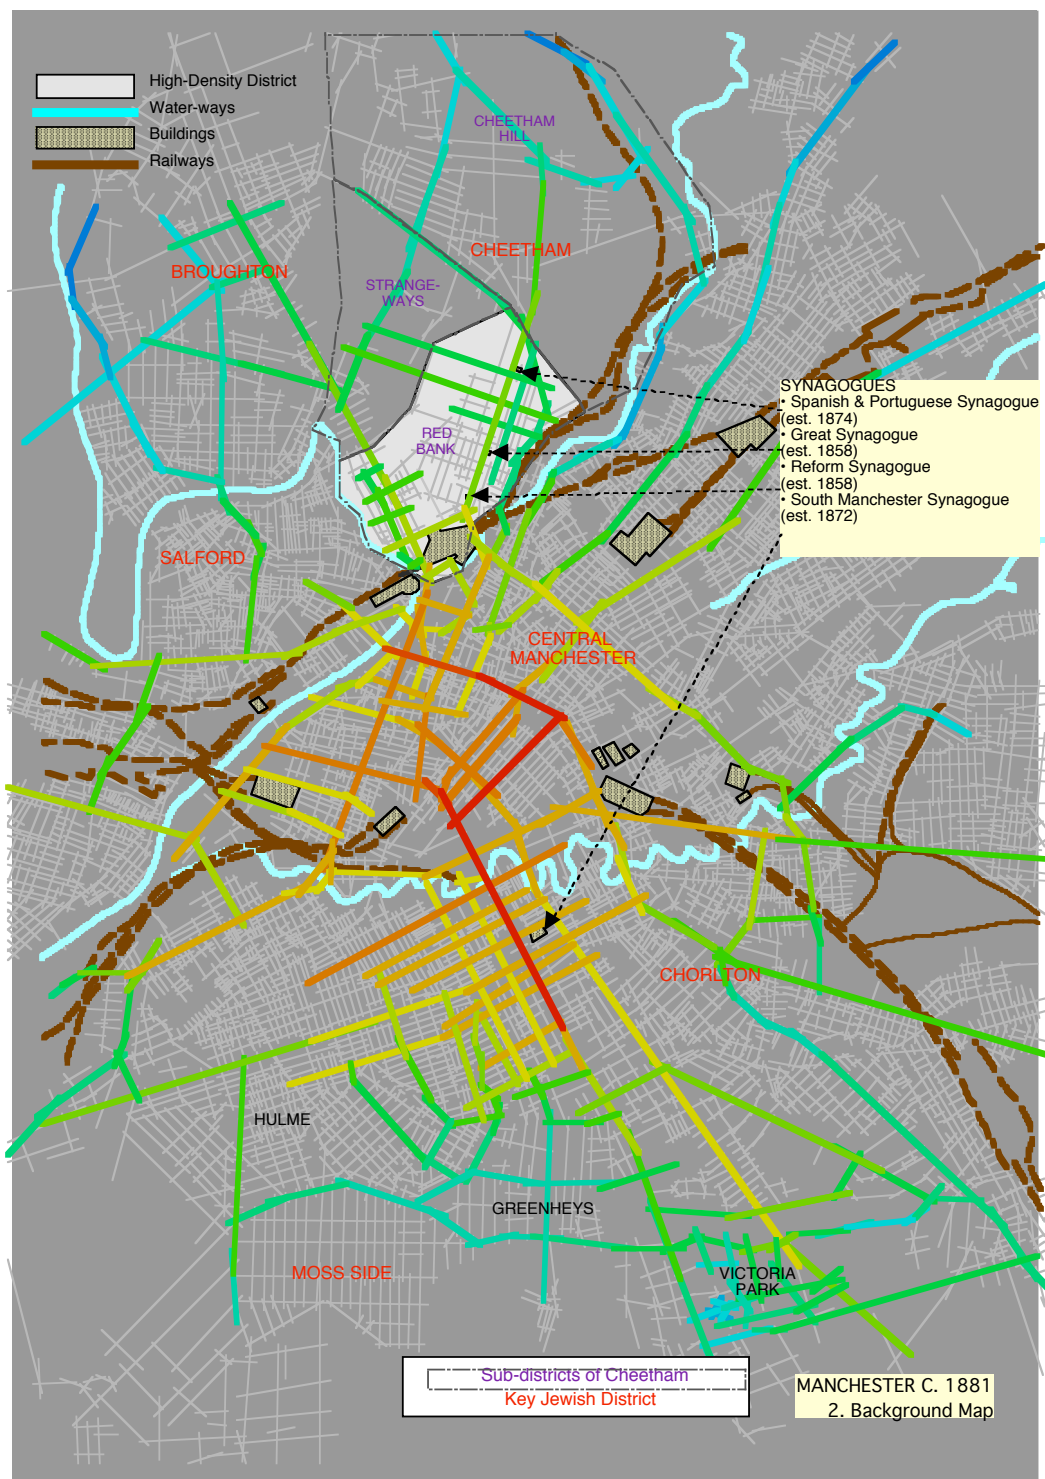 High-Density District
Water-ways
Buildings
Railways
CHEETHAM
HILL
CHEETHAM
BROUGHTON
STRANGE-
WAYS
SYNAGOGUES
• Spanish & Portuguese Synagogue
(est. 1874)
• Great Synagogue
(est. 1858)
• Reform Synagogue
(est. 1858)
• South Manchester Synagogue
(est. 1872)
RED
BANK
SALFORD
CENTRAL
MANCHESTER
CHORLTON
HULME
GREENHEYS
MOSS SIDE
VICTORIA
PARK
Sub-districts of Cheetham
Key Jewish District
MANCHESTER C. 1881
2. Background Map